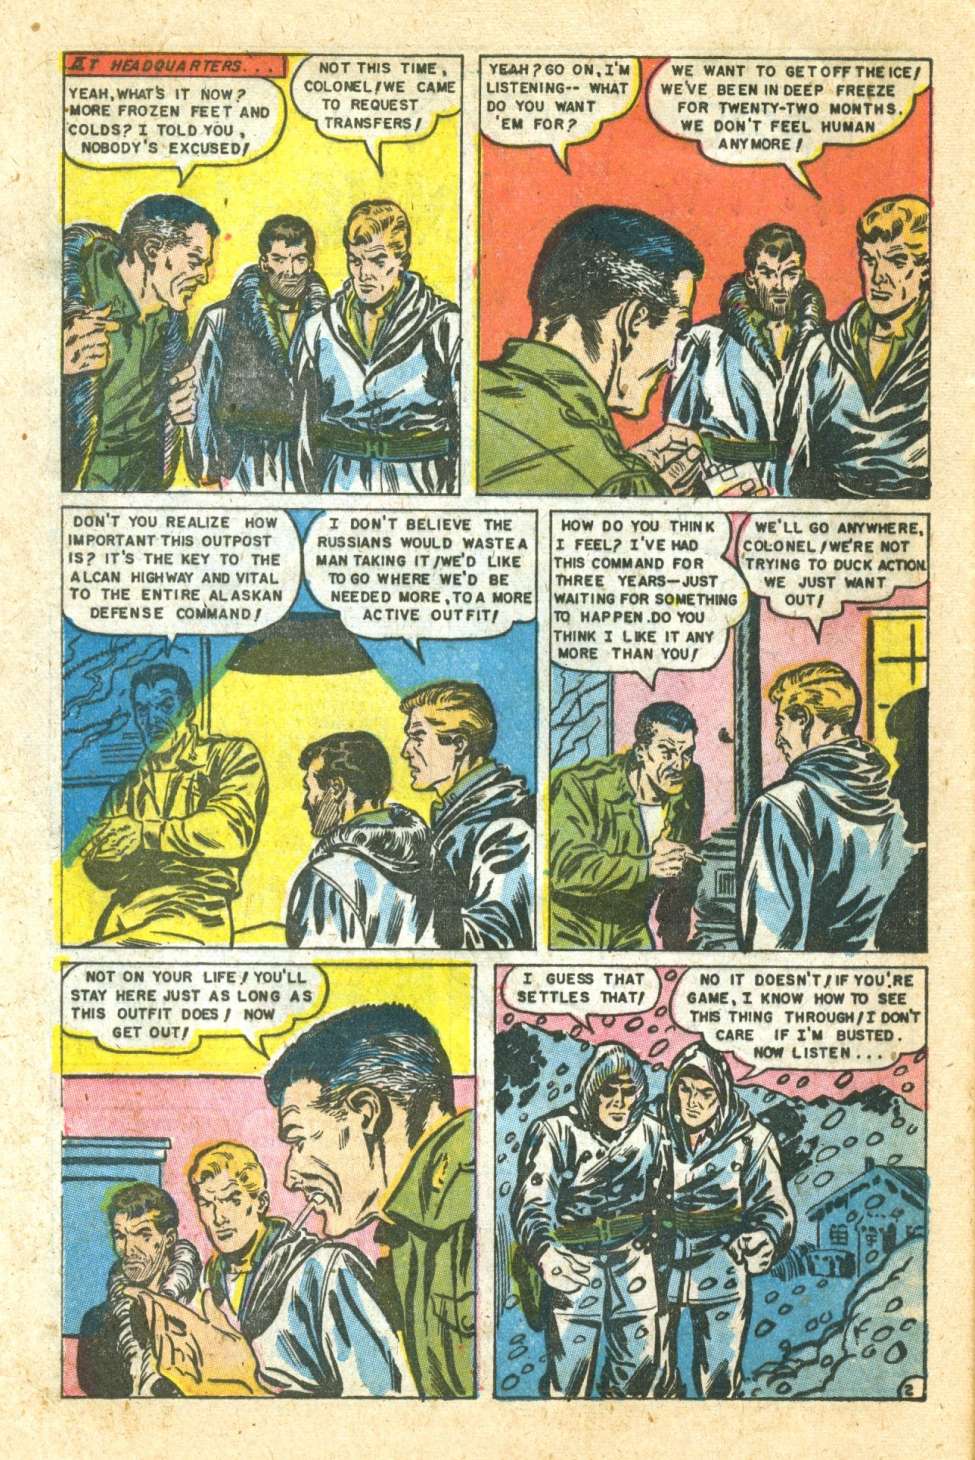 AT HEADQUARTERS...
YEAH, WHAT'S IT NOW?
MORE FROZEN FEET AND
COLDS? I TOLD YOU,
NOBODY'S EXCUSED!
NOT THIS TIME,
COLONEL! WE CAME
TO REQUEST
TRANSFERS!
YEAH? GO ON, I'M
LISTENING-- WHAT
DO YOU WANT
'EM FOR?
WE WANT TO GET OFF THE ICE!
WE'VE BEEN IN DEEP FREEZE
FOR TWENTY-TWO MONTHS.
WE DON'T FEEL HUMAN
ANYMORE!
DON'T YOU REALIZE HOW
IMPORTANT THIS OUTPOST
IS? IT'S THE KEY TO THE
ALCAN HIGHWAY AND VITAL
TO THE ENTIRE ALASKAN
DEFENSE COMMAND!
I DON'T BELIEVE THE
RUSSIANS WOULD WASTE A
MAN TAKING IT! WE'D LIKE
TO GO WHERE WE'D BE
NEEDED MORE, TO A MORE
ACTIVE OUTFIT!
HOW DO YOU THINK
I FEEL? I'VE HAD
THIS COMMAND FOR
THREE YEARS--JUST
WAITING FOR SOMETHING
TO HAPPEN. DO YOU
THINK I LIKE IT ANY
MORE THAN YOU!
WE'LL GO ANYWHERE,
COLONEL! WE'RE NOT
TRYING TO DUCK ACTION.
WE JUST WANT
OUT!
NOT ON YOUR LIFE! YOU'LL
STAY HERE JUST AS LONG AS
THIS OUTFIT DOES! NOW
GET OUT!
I GUESS THAT
SETTLES THAT!
NO IT DOESN'T! IF YOU'RE
GAME, I KNOW HOW TO SEE
THIS THING THROUGH! I DON'T
CARE IF I'M BUSTED.
NOW LISTEN...
2